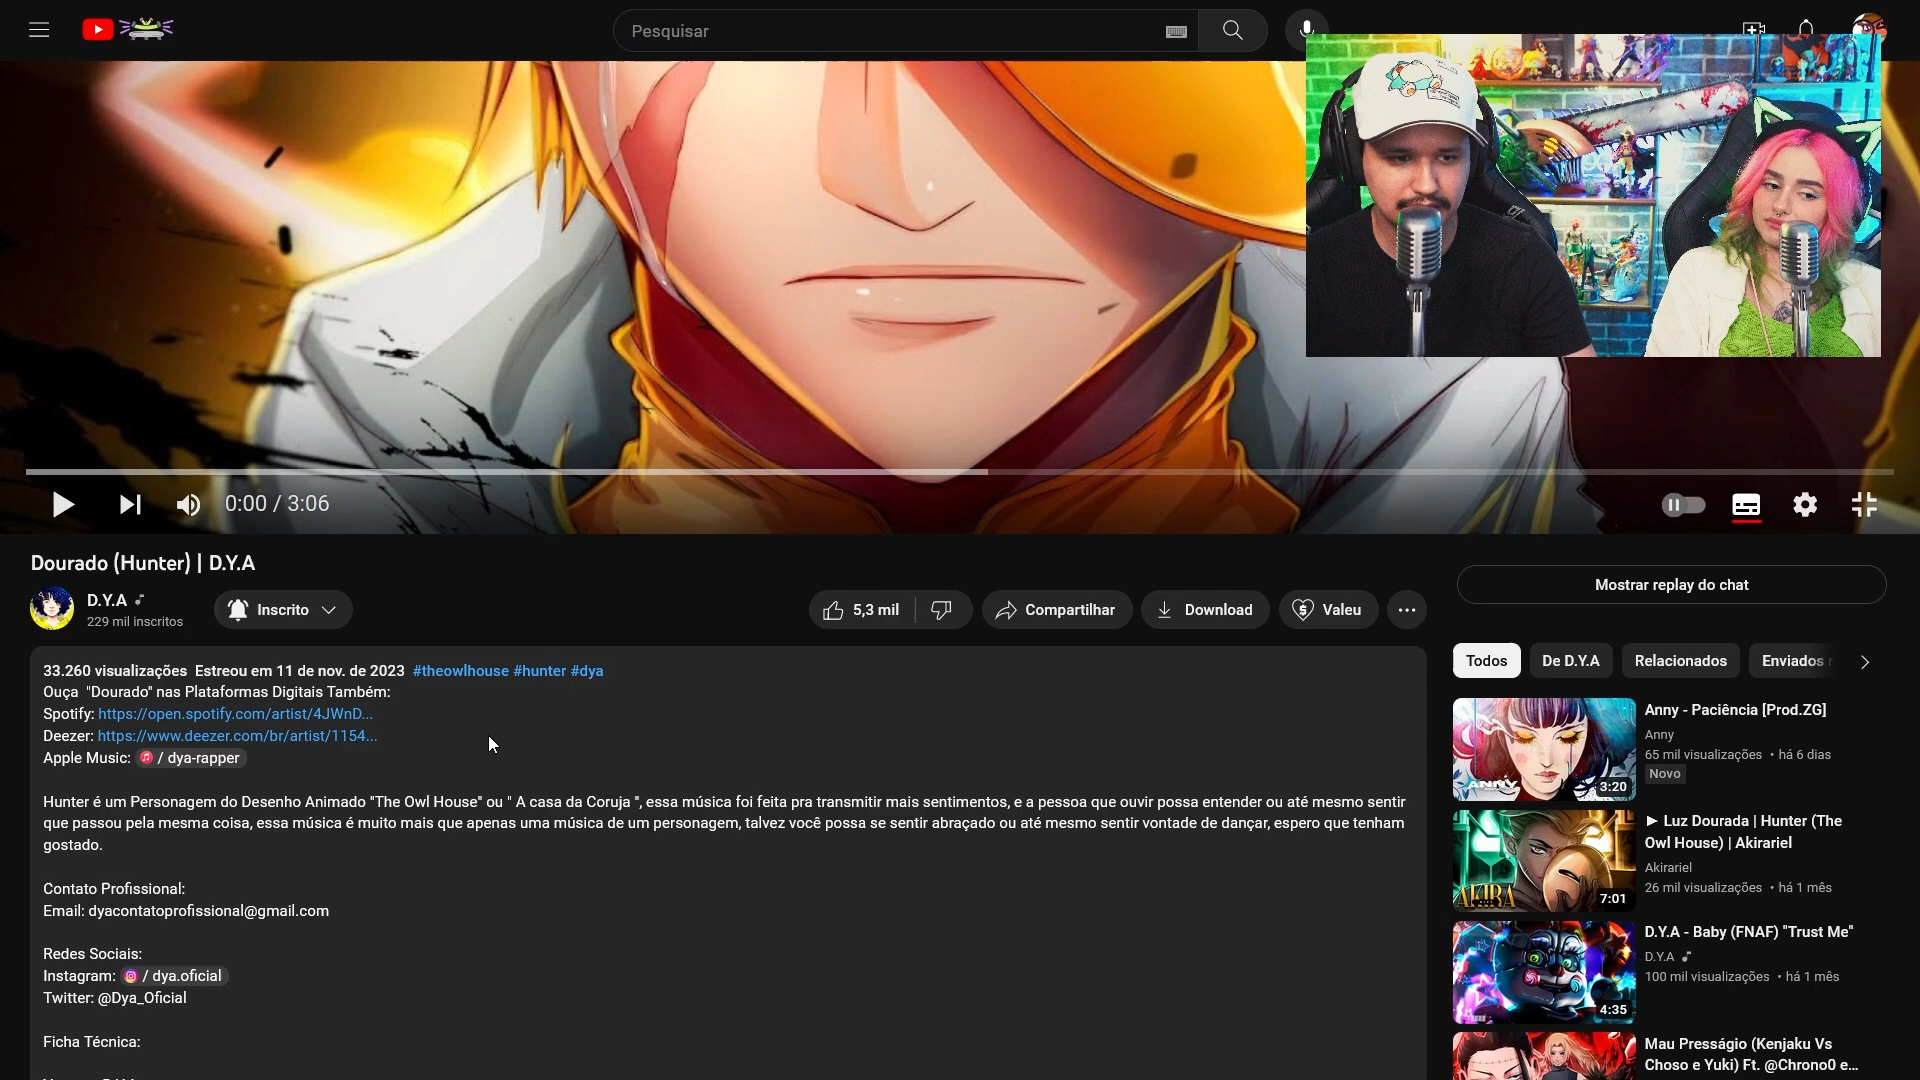 Pesquisar
0:00 / 3:06
Dourado (Hunter) | D.Y.A
D.Y.A
229 mil inscritos
Inscrito
5,3 mil
Compartilhar
Download
Valeu
33.260 visualizações Estreou em 11 de nov. de 2023 #theowlhouse #hunter #dya
Ouça "Dourado" nas Plataformas Digitais Também:
Spotify: https://open.spotify.com/artist/4JWnD...
Deezer: https://www.deezer.com/br/artist/1154...
Apple Music: / dya-rapper
Hunter é um Personagem do Desenho Animado "The Owl House" ou " A casa da Coruja ", essa música foi feita pra transmitir mais sentimentos, e a pessoa que ouvir possa entender ou até mesmo sentir
que passou pela mesma coisa, essa música é muito mais que apenas uma música de um personagem, talvez você possa se sentir abraçado ou até mesmo sentir vontade de dançar, espero que tenham
gostado.
Contato Profissional:
Email: dyacontatoprofissional@gmail.com
Redes Sociais:
Instagram: / dya.oficial
Twitter: @Dya_Oficial
Ficha Técnica:
Mostrar replay do chat
Todos
De D.Y.A
Relacionados
Enviados
ANNY
3:20
Anny - Paciência [Prod.ZG]
Anny
65 mil visualizações • há 6 dias
Novo
AKIRA
7:01
► Luz Dourada | Hunter (The
Owl House) | Akirariel
Akirariel
26 mil visualizações • há 1 mês
4:35
D.Y.A - Baby (FNAF) "Trust Me"
D.Y.A
100 mil visualizações • há 1 mês
Mau Presságio (Kenjaku Vs
Choso e Yuki) Ft. @Chrono0 e...